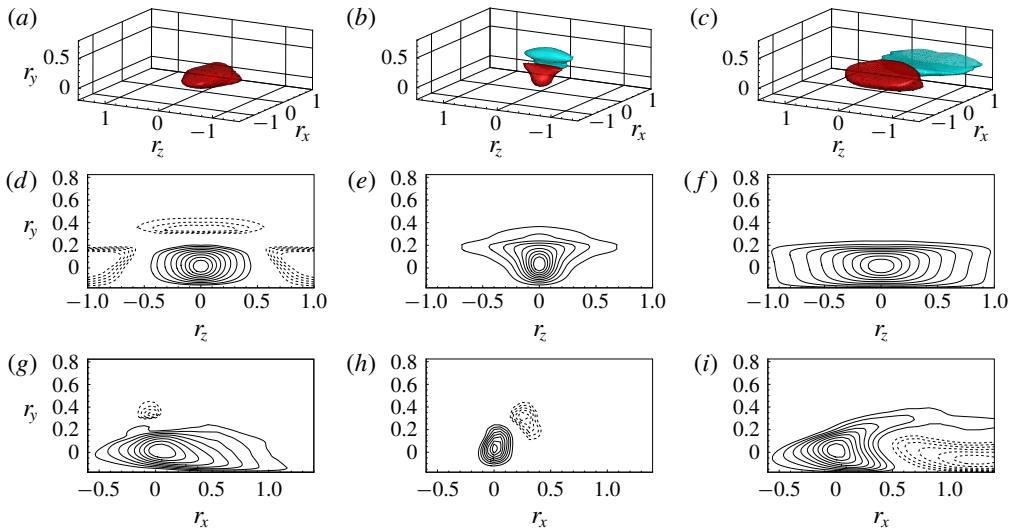 (a) (b) (c)
r_y 0.5 0 1 0 −1 r_z −1 0 1 r_x
0.5 0 1 0 −1 r_z −1 0 1 r_x
0.5 0 1 0 −1 r_z −1 0 1 r_x
(d) (e) (f)
r_y 0.8 0.6 0.4 0.2 0
0.8 0.6 0.4 0.2 0
0.8 0.6 0.4 0.2 0
−1.0 −0.5 0 0.5 1.0 −1.0 −0.5 0 0.5 1.0 −1.0 −0.5 0 0.5 1.0
r_z r_z r_z
(g) (h) (i)
r_y 0.8 0.6 0.4 0.2 0
0.8 0.6 0.4 0.2 0
0.8 0.6 0.4 0.2 0
−0.5 0 0.5 1.0 −0.5 0 0.5 1.0 −0.5 0 0.5 1.0
r_x r_x r_x